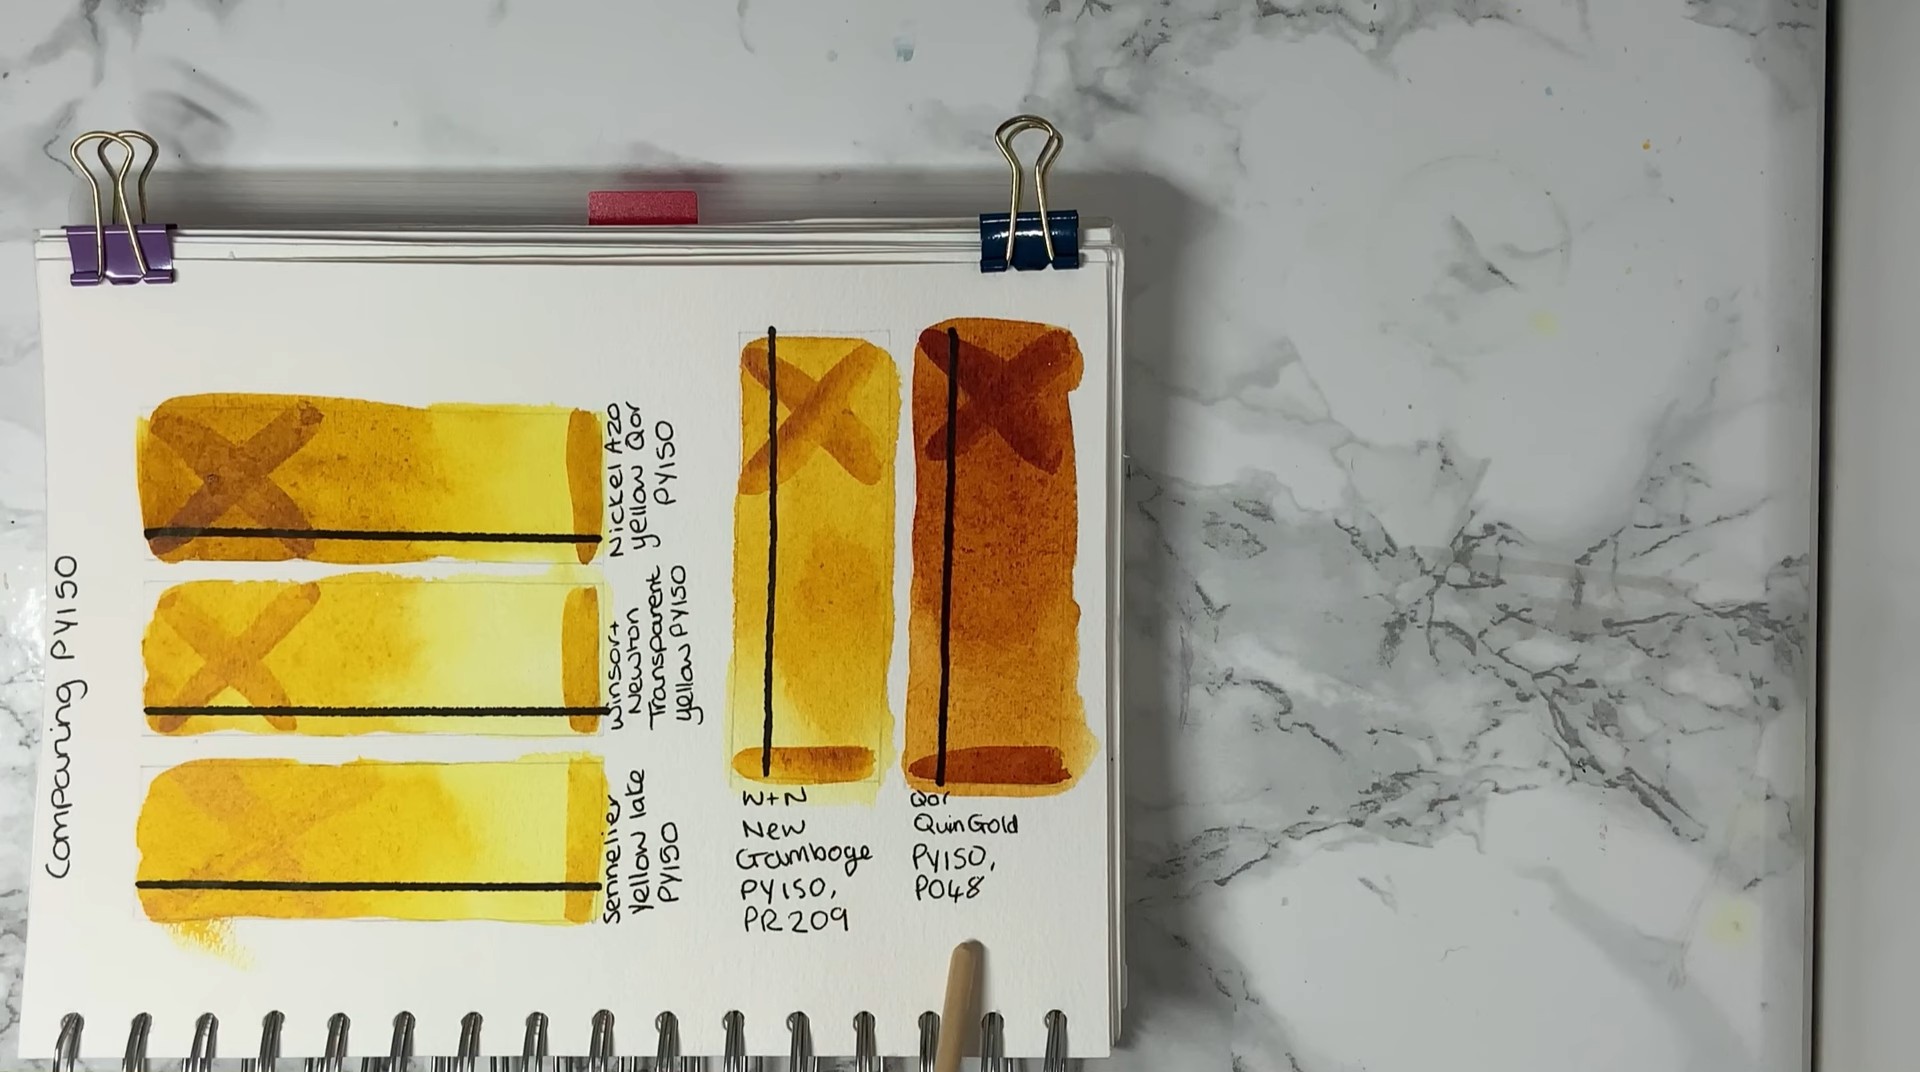 Comparing PY150
Nickel Azo
yellow Qor
PY150
Winsor+
Newton
Transparent
yellow PY150
Sennelier
Yellow lake
PY150
W+N
New
Gamboge
PY150,
PR209
Qor
QuinGold
PY150,
PO48